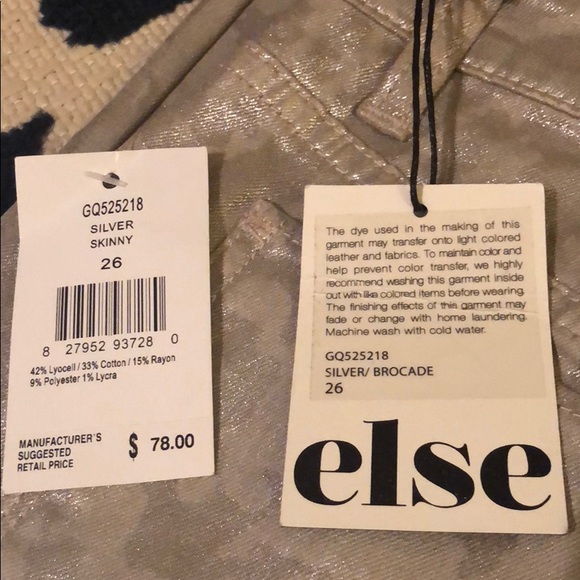 GQ525218
SILVER
SKINNY
26
8 27952 93728 0
42% Lyocell / 33% Cotton / 15% Rayon
9% Polyester 1% Lycra
MANUFACTURER'S
SUGGESTED
RETAIL PRICE
$ 78.00
The dye used in the making of this
garment may transfer onto light colored
leather and fabrics. To maintain color and
help prevent color transfer, we highly
recommend washing this garment inside
out with like colored items before wearing.
The finishing effects of this garment may
fade or change with home laundering.
Machine wash with cold water.
GQ525218
SILVER/ BROCADE
26
else